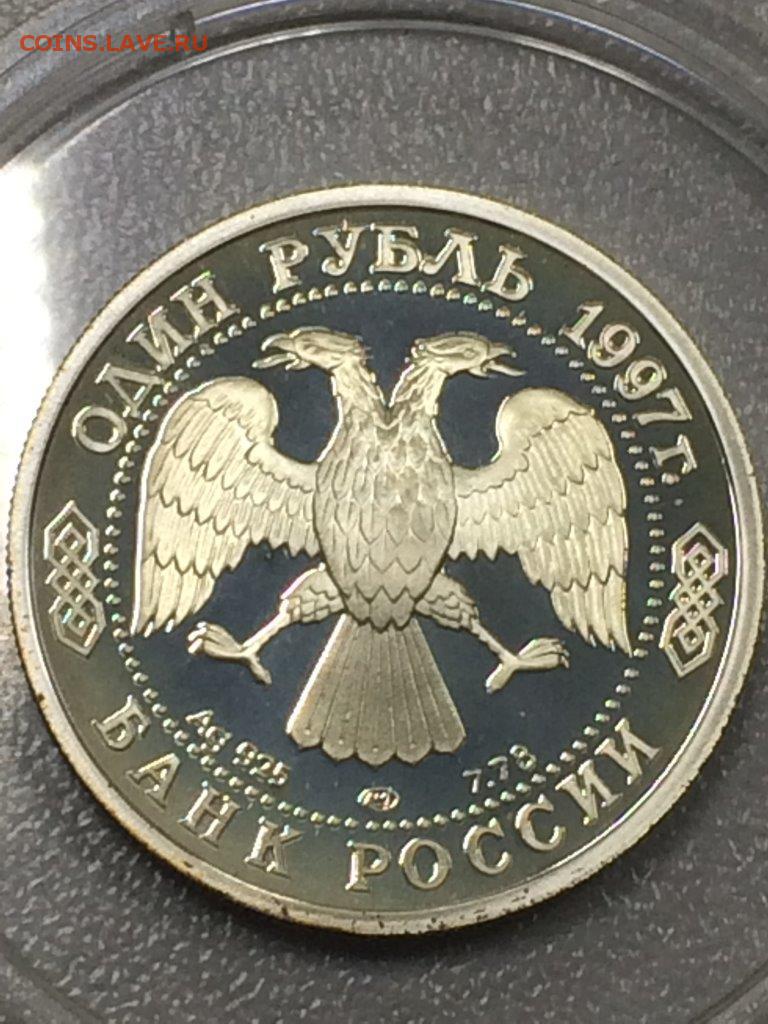 COINS.LAVE.RU
ОДИН РУБЛЬ 1997 г.
Ag 925
7.78
БАНК РОССИИ